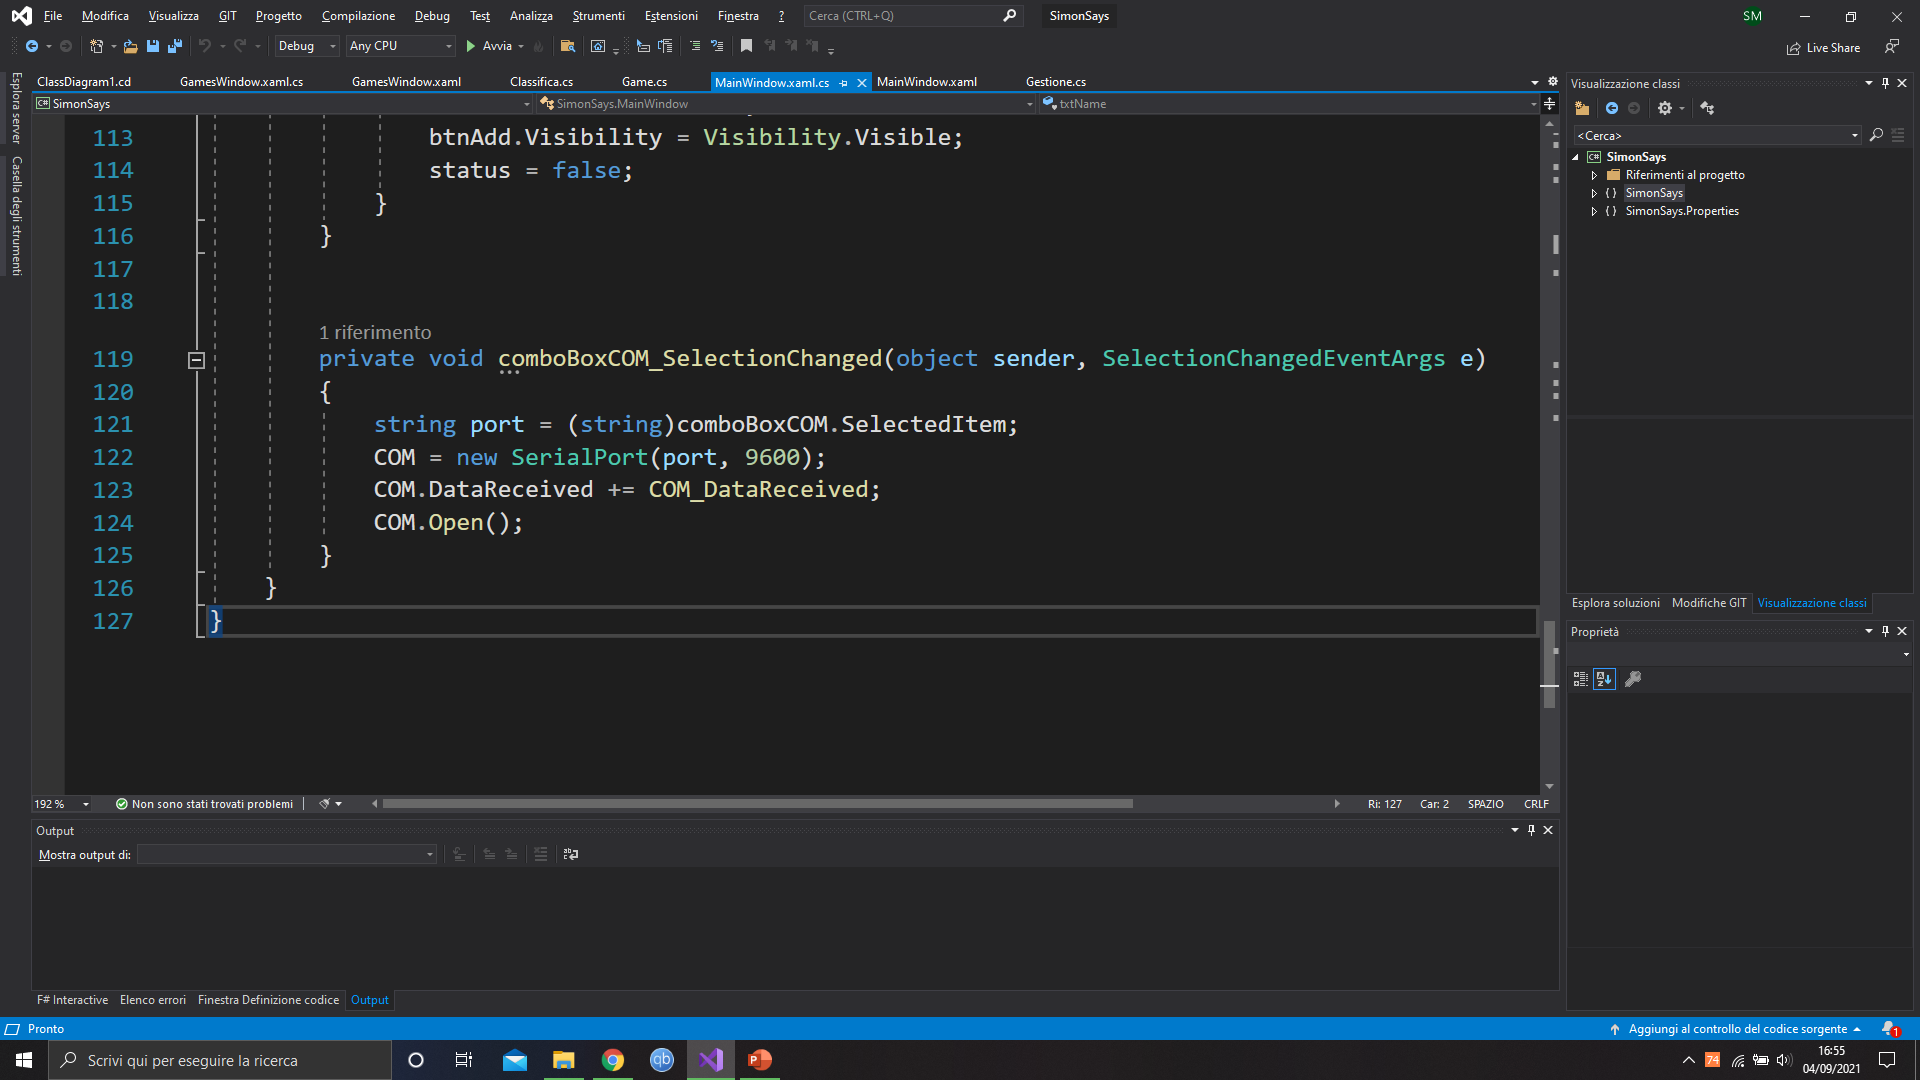 File Modifica Visualizza GIT Progetto Compilazione Debug Test Analizza Strumenti Estensioni Finestra ? Cerca (CTRL+Q) SimonSays SM
Debug Any CPU Avvia Live Share
Esplora server
Casella degli strumenti
ClassDiagram1.cd GamesWindow.xaml.cs GamesWindow.xaml Classifica.cs Game.cs MainWindow.xaml.cs MainWindow.xaml Gestione.cs
C# SimonSays SimonSays.MainWindow txtName
113 btnAdd.Visibility = Visibility.Visible;
114 status = false;
115 }
116 }
117
118
1 riferimento
119 private void comboBoxCOM_SelectionChanged(object sender, SelectionChangedEventArgs e)
120 {
121 string port = (string)comboBoxCOM.SelectedItem;
122 COM = new SerialPort(port, 9600);
123 COM.DataReceived += COM_DataReceived;
124 COM.Open();
125 }
126 }
127 }
192 % Non sono stati trovati problemi Ri: 127 Car: 2 SPAZIO CRLF
Output
Mostra output di:
F# Interactive Elenco errori Finestra Definizione codice Output
Visualizzazione classi
<Cerca>
C# SimonSays
Riferimenti al progetto
{ } SimonSays
{ } SimonSays.Properties
Esplora soluzioni Modifiche GIT Visualizzazione classi
Proprietà
Pronto Aggiungi al controllo del codice sorgente 1
Scrivi qui per eseguire la ricerca qb P 74 16:55
04/09/2021